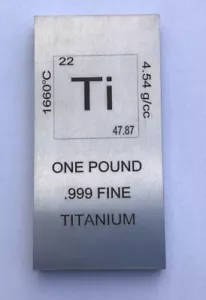 22
Ti
47.87
1660°C
4.54 g/cc
ONE POUND
.999 FINE
TITANIUM